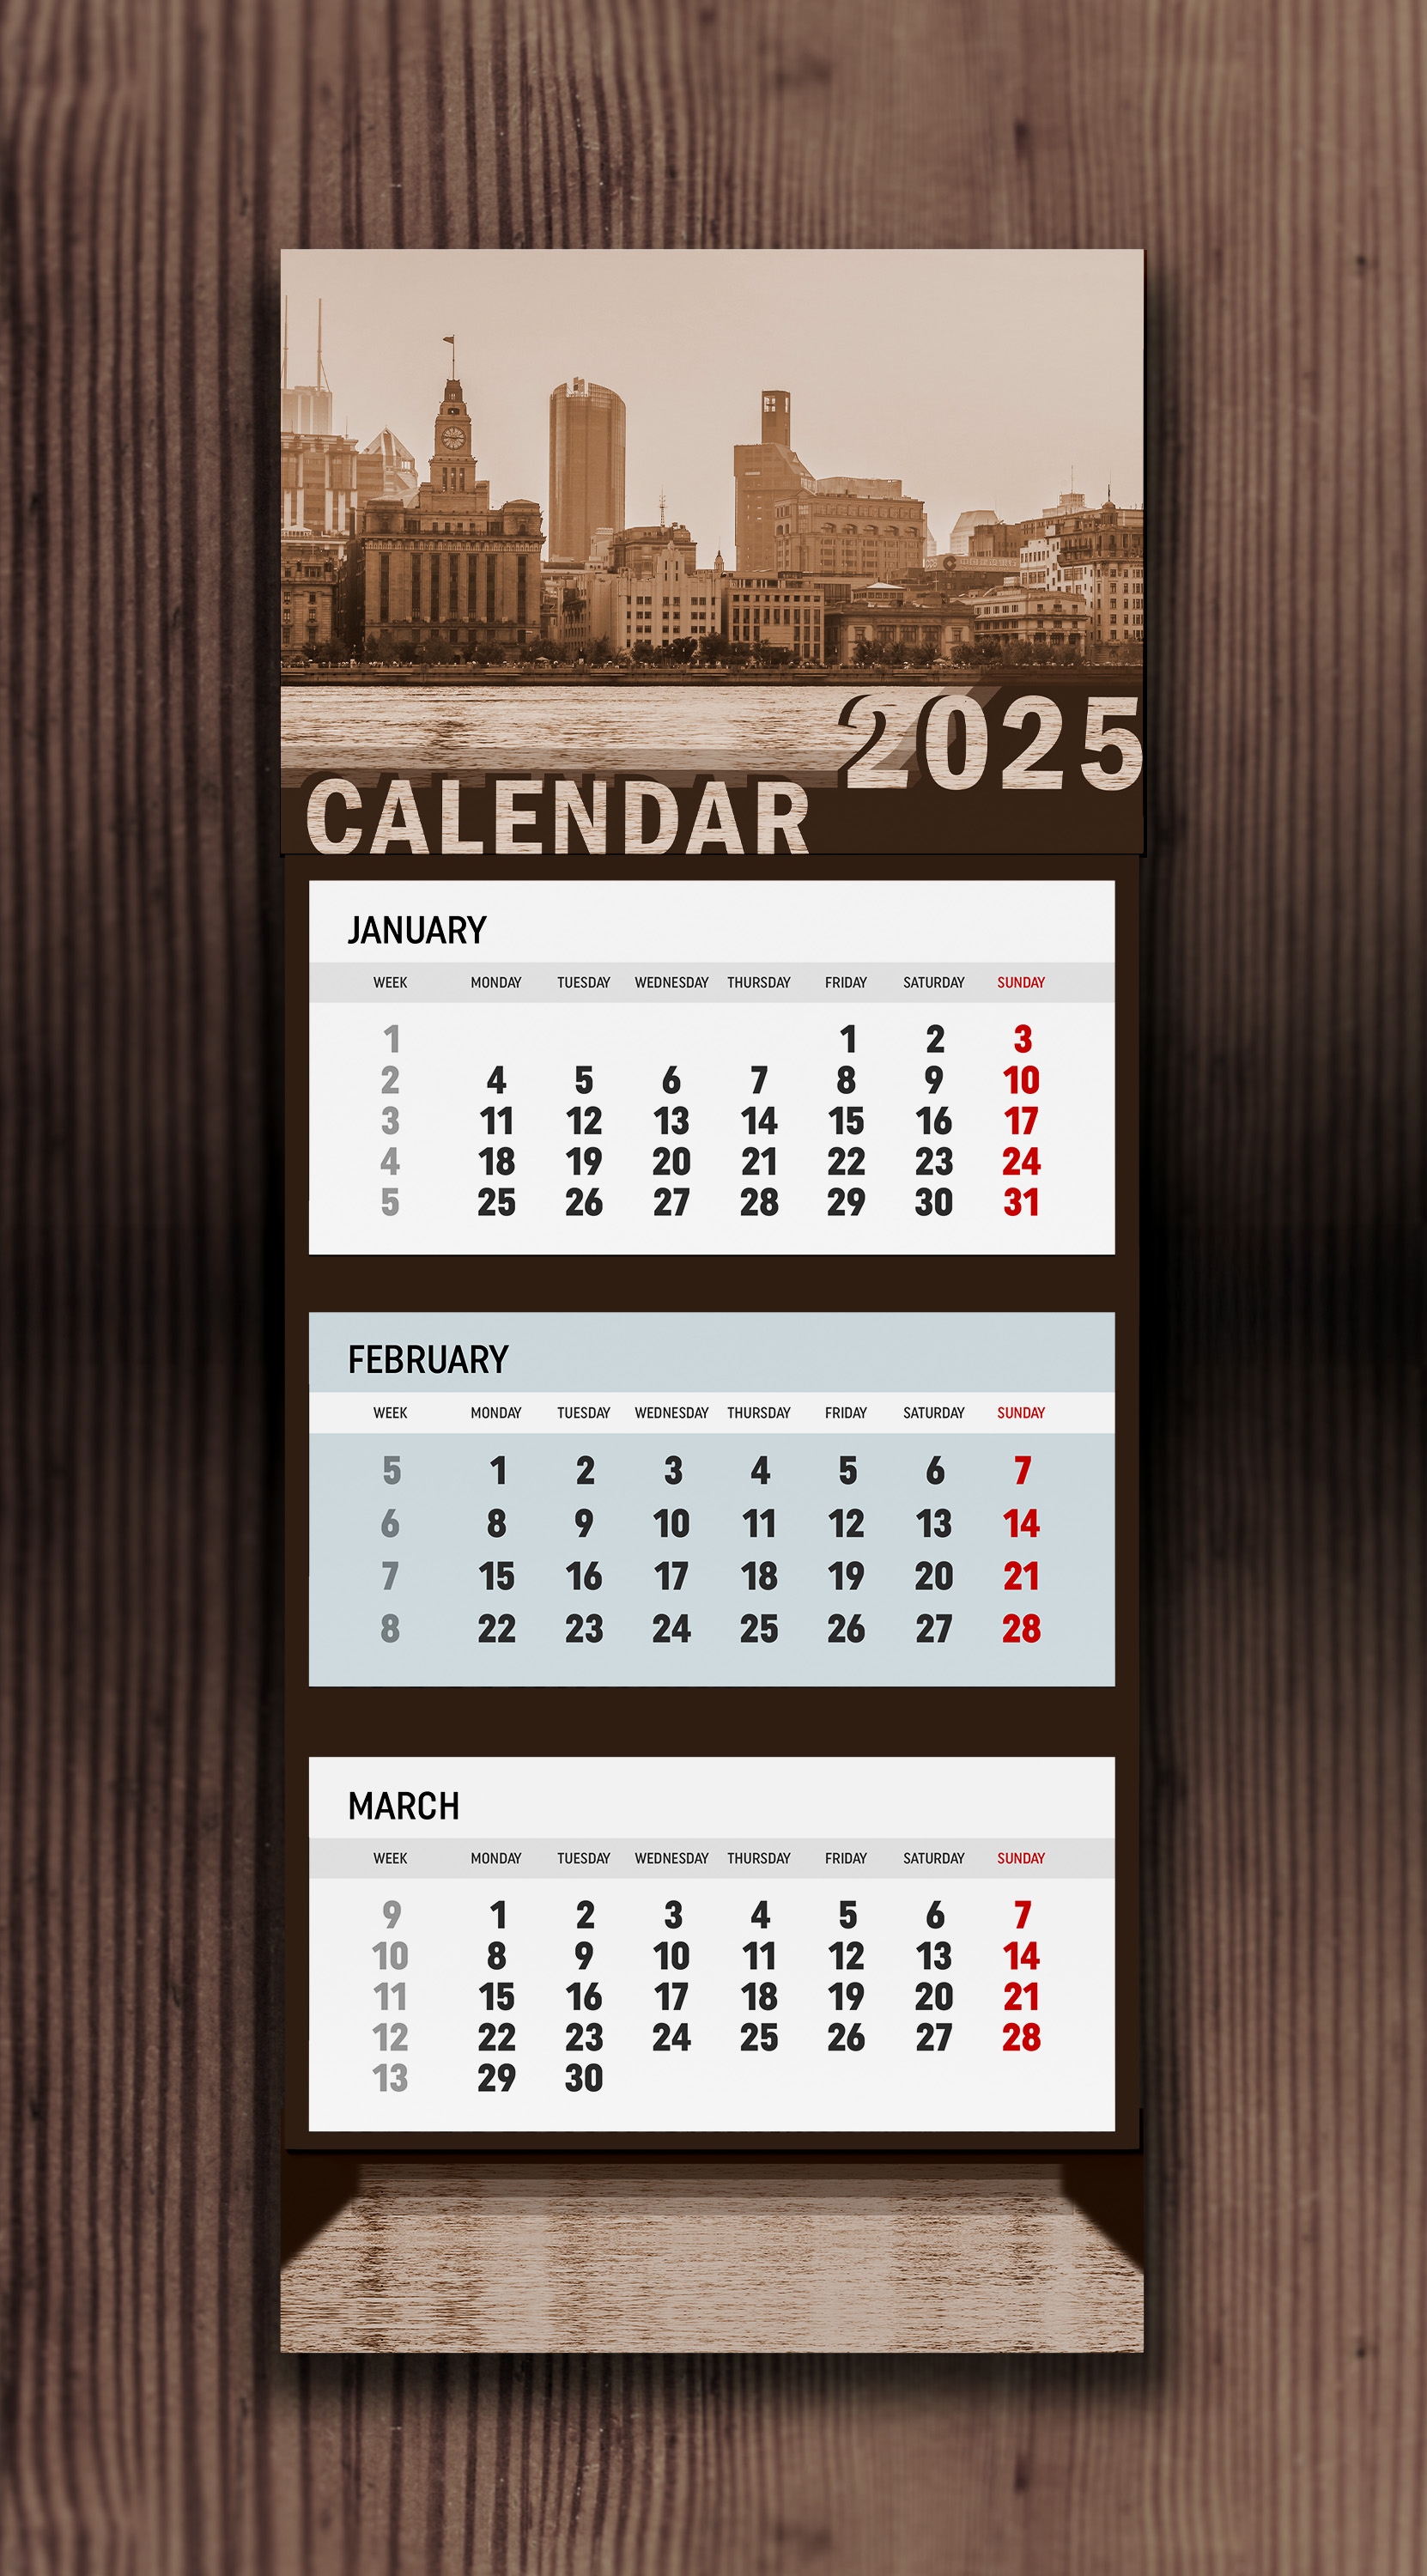 2025
CALENDAR
JANUARY
WEEK MONDAY TUESDAY WEDNESDAY THURSDAY FRIDAY SATURDAY SUNDAY
1 1 2 3
2 4 5 6 7 8 9 10
3 11 12 13 14 15 16 17
4 18 19 20 21 22 23 24
5 25 26 27 28 29 30 31
FEBRUARY
WEEK MONDAY TUESDAY WEDNESDAY THURSDAY FRIDAY SATURDAY SUNDAY
5 1 2 3 4 5 6 7
6 8 9 10 11 12 13 14
7 15 16 17 18 19 20 21
8 22 23 24 25 26 27 28
MARCH
WEEK MONDAY TUESDAY WEDNESDAY THURSDAY FRIDAY SATURDAY SUNDAY
9 1 2 3 4 5 6 7
10 8 9 10 11 12 13 14
11 15 16 17 18 19 20 21
12 22 23 24 25 26 27 28
13 29 30